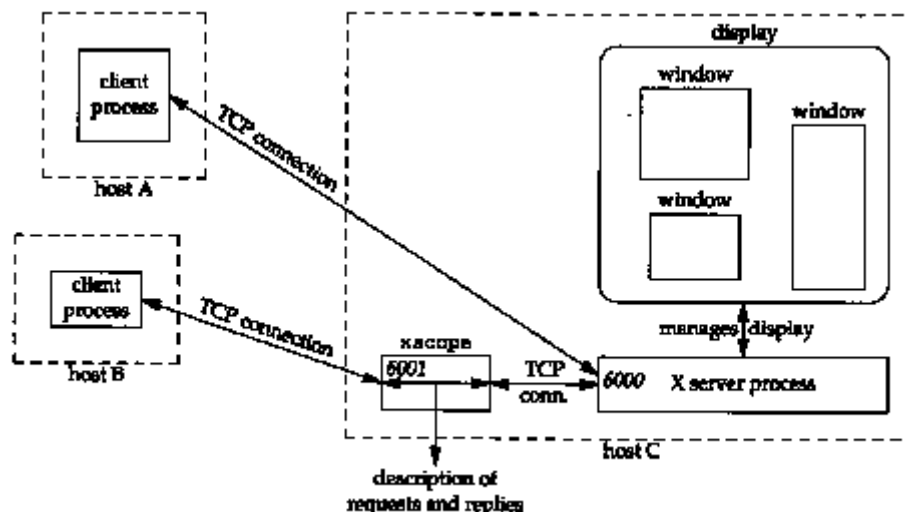 display
client
process
window
window
TCP connection
host A
window
client
process
TCP connection
manages display
xscope
host B
6001
TCP
conn.
6000
X server process
host C
description of
requests and replies